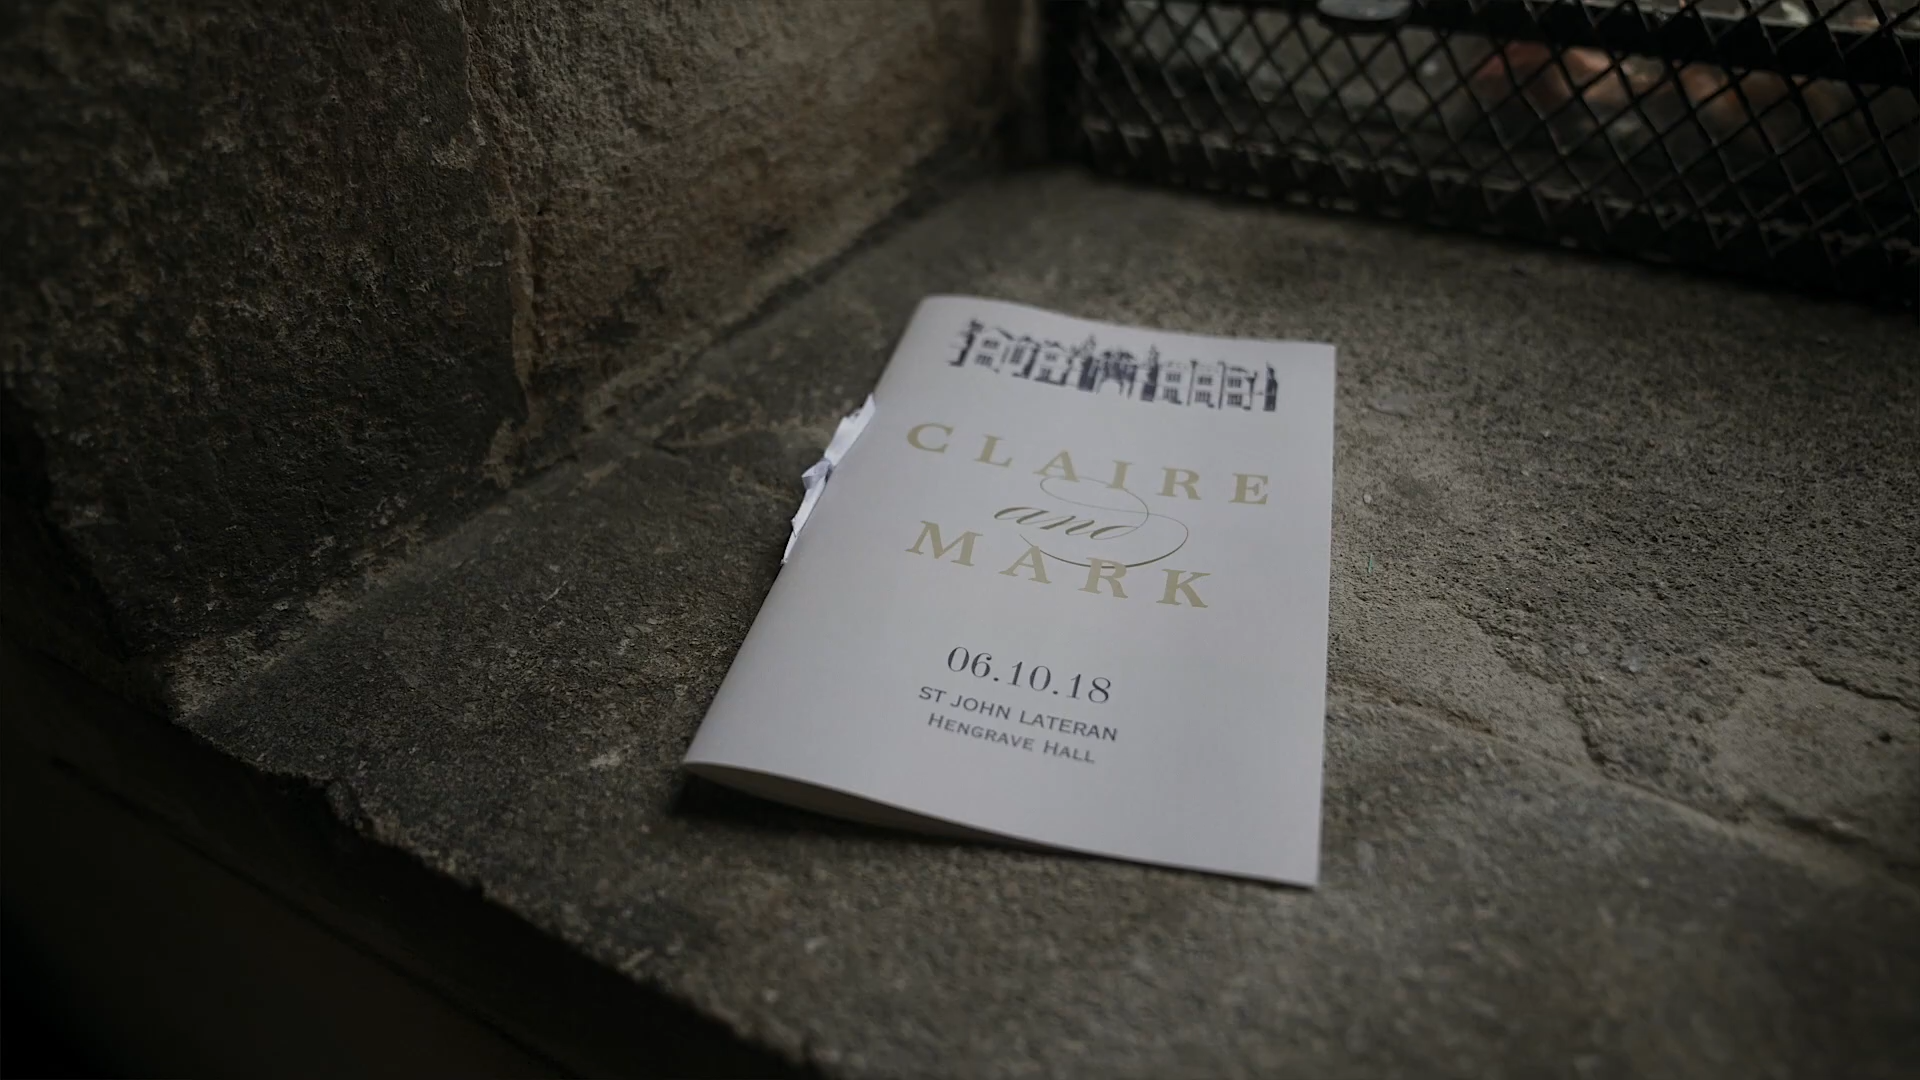 CLAIRE
and
MARK
06.10.18
ST JOHN LATERAN
HENGRAVE HALL